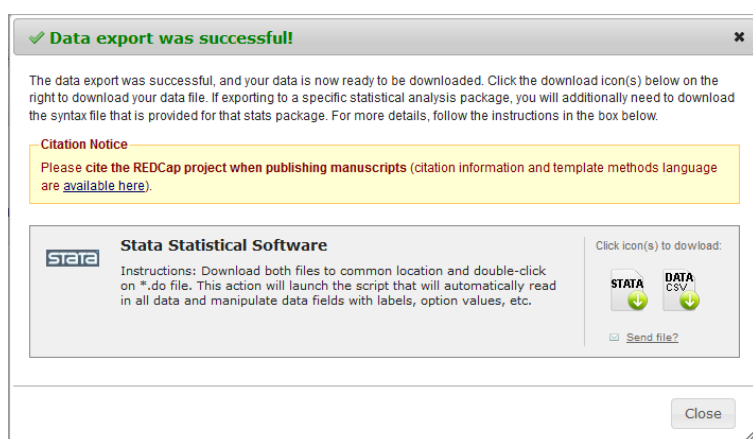 Data export was successful!
The data export was successful, and your data is now ready to be downloaded. Click the download icon(s) below on the
right to download your data file. If exporting to a specific statistical analysis package, you will additionally need to download
the syntax file that is provided for that stats package. For more details, follow the instructions in the box below.
Citation Notice
Please cite the REDCap project when publishing manuscripts (citation information and template methods language
are available here).
STATA
Stata Statistical Software
Instructions: Download both files to common location and double-click
on *.do file. This action will launch the script that will automatically read
in all data and manipulate data fields with labels, option values, etc.
Click icon(s) to dowload:
STATA
DATA
CSV
Send file?
Close